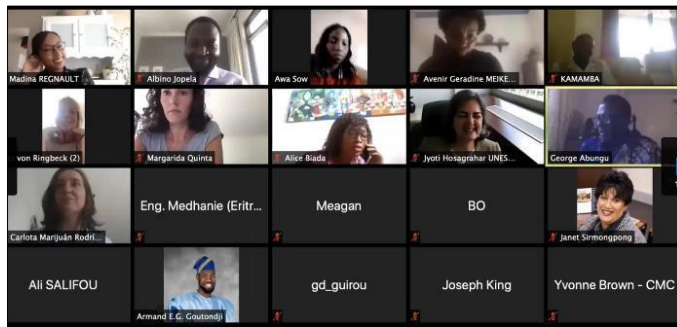 Madina REGNAULT
Albino Jopela
Awa Sow
Avenir Geradine MEIKE...
KAMAMBA
von Ringbeck (2)
Margarida Quinta
Alice Biada
Jyoti Hosagrahar UNES...
George Abungu
Carlota Marijuán Rodrí...
Eng. Medhanie (Eritr...
Meagan
BO
Janet Sirmongpong
Ali SALIFOU
Armand E.G. Goutondji
gd_guirou
Joseph King
Yvonne Brown - CMC